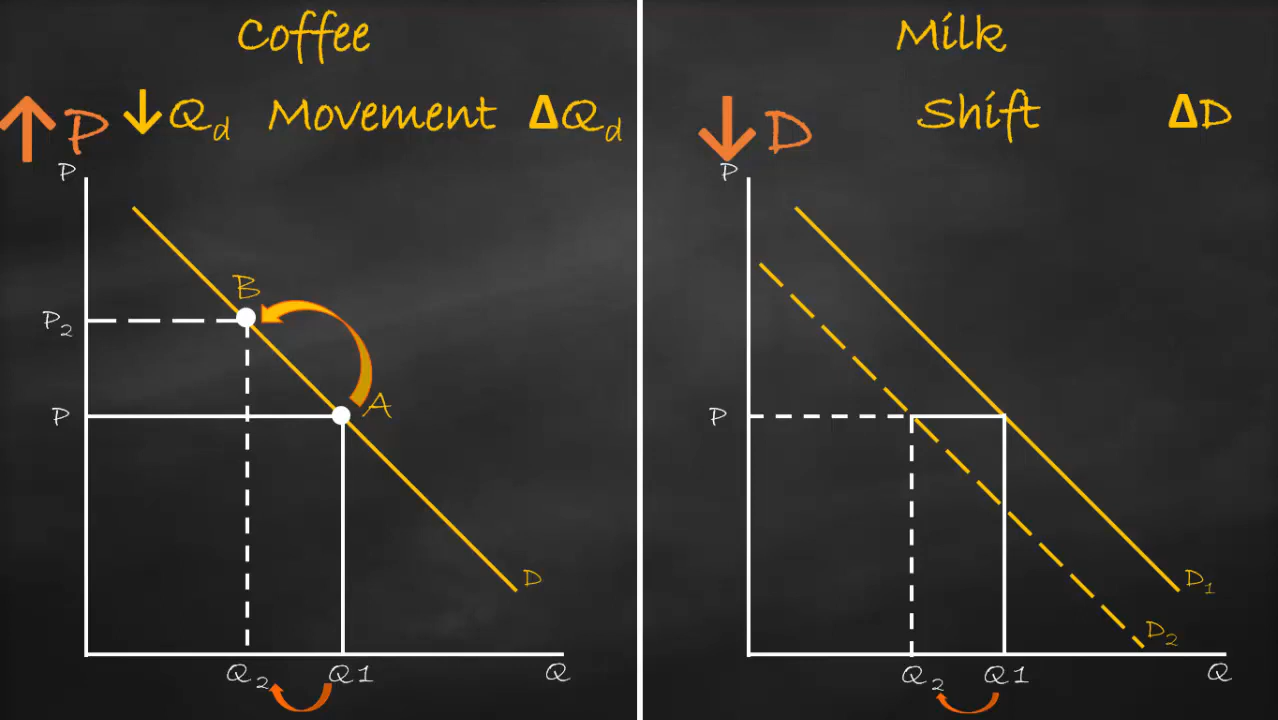 Coffee
↑ P ↓ Qd Movement ΔQd
P
B
P2
A
P
D
Q2 Q1 Q
Milk
↓ D Shift ΔD
P
P
D1
D2
Q2 Q1 Q